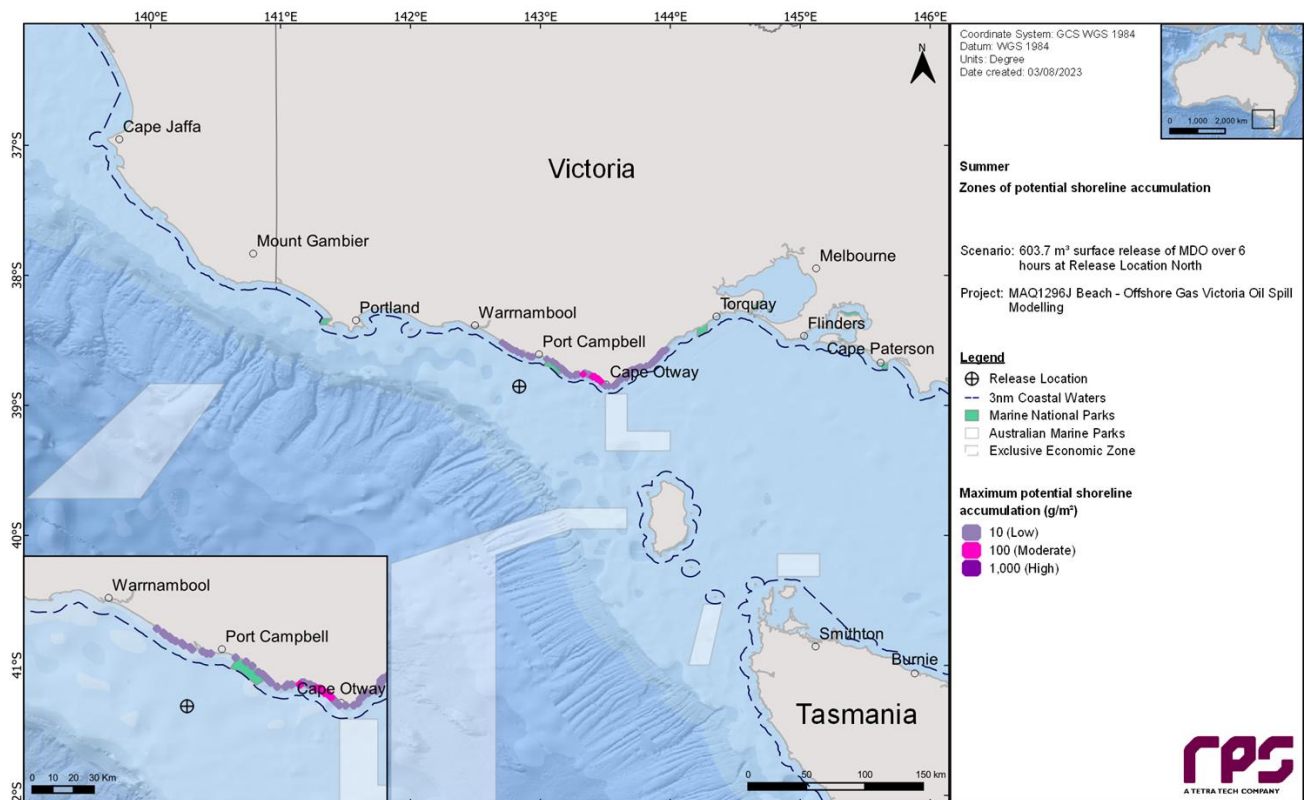 140°E 141°E 142°E 143°E 144°E 145°E 146°E
37°S
38°S
39°S
40°S
41°S
2°S
N
Cape Jaffa
Victoria
Mount Gambier
Melbourne
Portland
Warrnambool
Torquay
Port Campbell
Flinders
Cape Paterson
Cape Otway
Smithton
Burnie
Tasmania
0 50 100 150 km
Warrnambool
Port Campbell
Cape Otway
0 10 20 30 Km
Coordinate System: GCS WGS 1984
Datum: WGS 1984
Units: Degree
Date created: 03/08/2023
0 1,000 2,000 km
Summer
Zones of potential shoreline accumulation
Scenario: 603.7 m³ surface release of MDO over 6
hours at Release Location North
Project: MAQ1296J Beach - Offshore Gas Victoria Oil Spill
Modelling
Legend
Release Location
3nm Coastal Waters
Marine National Parks
Australian Marine Parks
Exclusive Economic Zone
Maximum potential shoreline
accumulation (g/m²)
10 (Low)
100 (Moderate)
1,000 (High)
rps
A TETRA TECH COMPANY